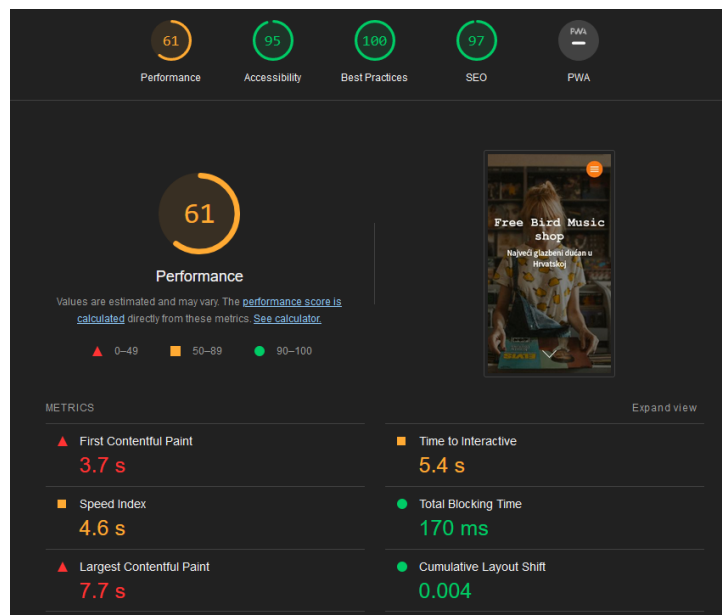 61
95
100
97
PWA
Performance
Accessibility
Best Practices
SEO
PWA
61
Performance
Values are estimated and may vary. The performance score is
calculated directly from these metrics. See calculator.
0–49
50–89
90–100
Free Bird Music
shop
Najveći glazbeni dućan u
Hrvatskoj
METRICS
Expand view
First Contentful Paint
3.7 s
Time to Interactive
5.4 s
Speed Index
4.6 s
Total Blocking Time
170 ms
Largest Contentful Paint
7.7 s
Cumulative Layout Shift
0.004